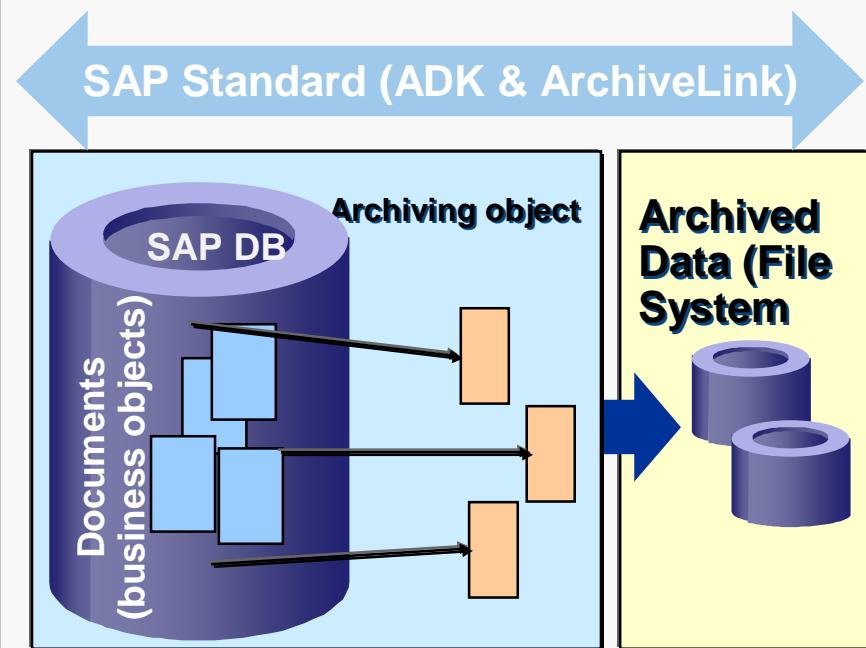 SAP Standard (ADK & ArchiveLink)
Archiving object
SAP DB
Documents
(business objects)
Archived
Data (File
System